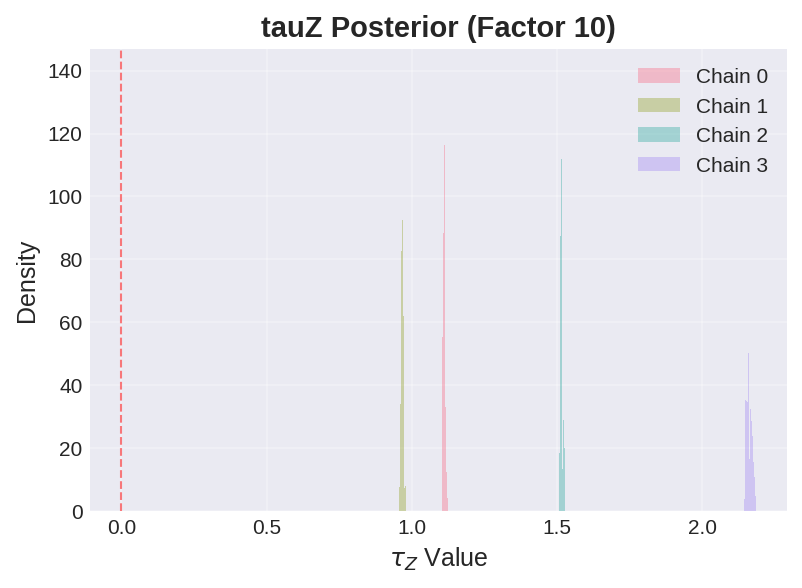 tauZ Posterior (Factor 10)
Chain 0
Chain 1
Chain 2
Chain 3
Density
140
120
100
80
60
40
20
0
0.0 0.5 1.0 1.5 2.0
τ_Z Value